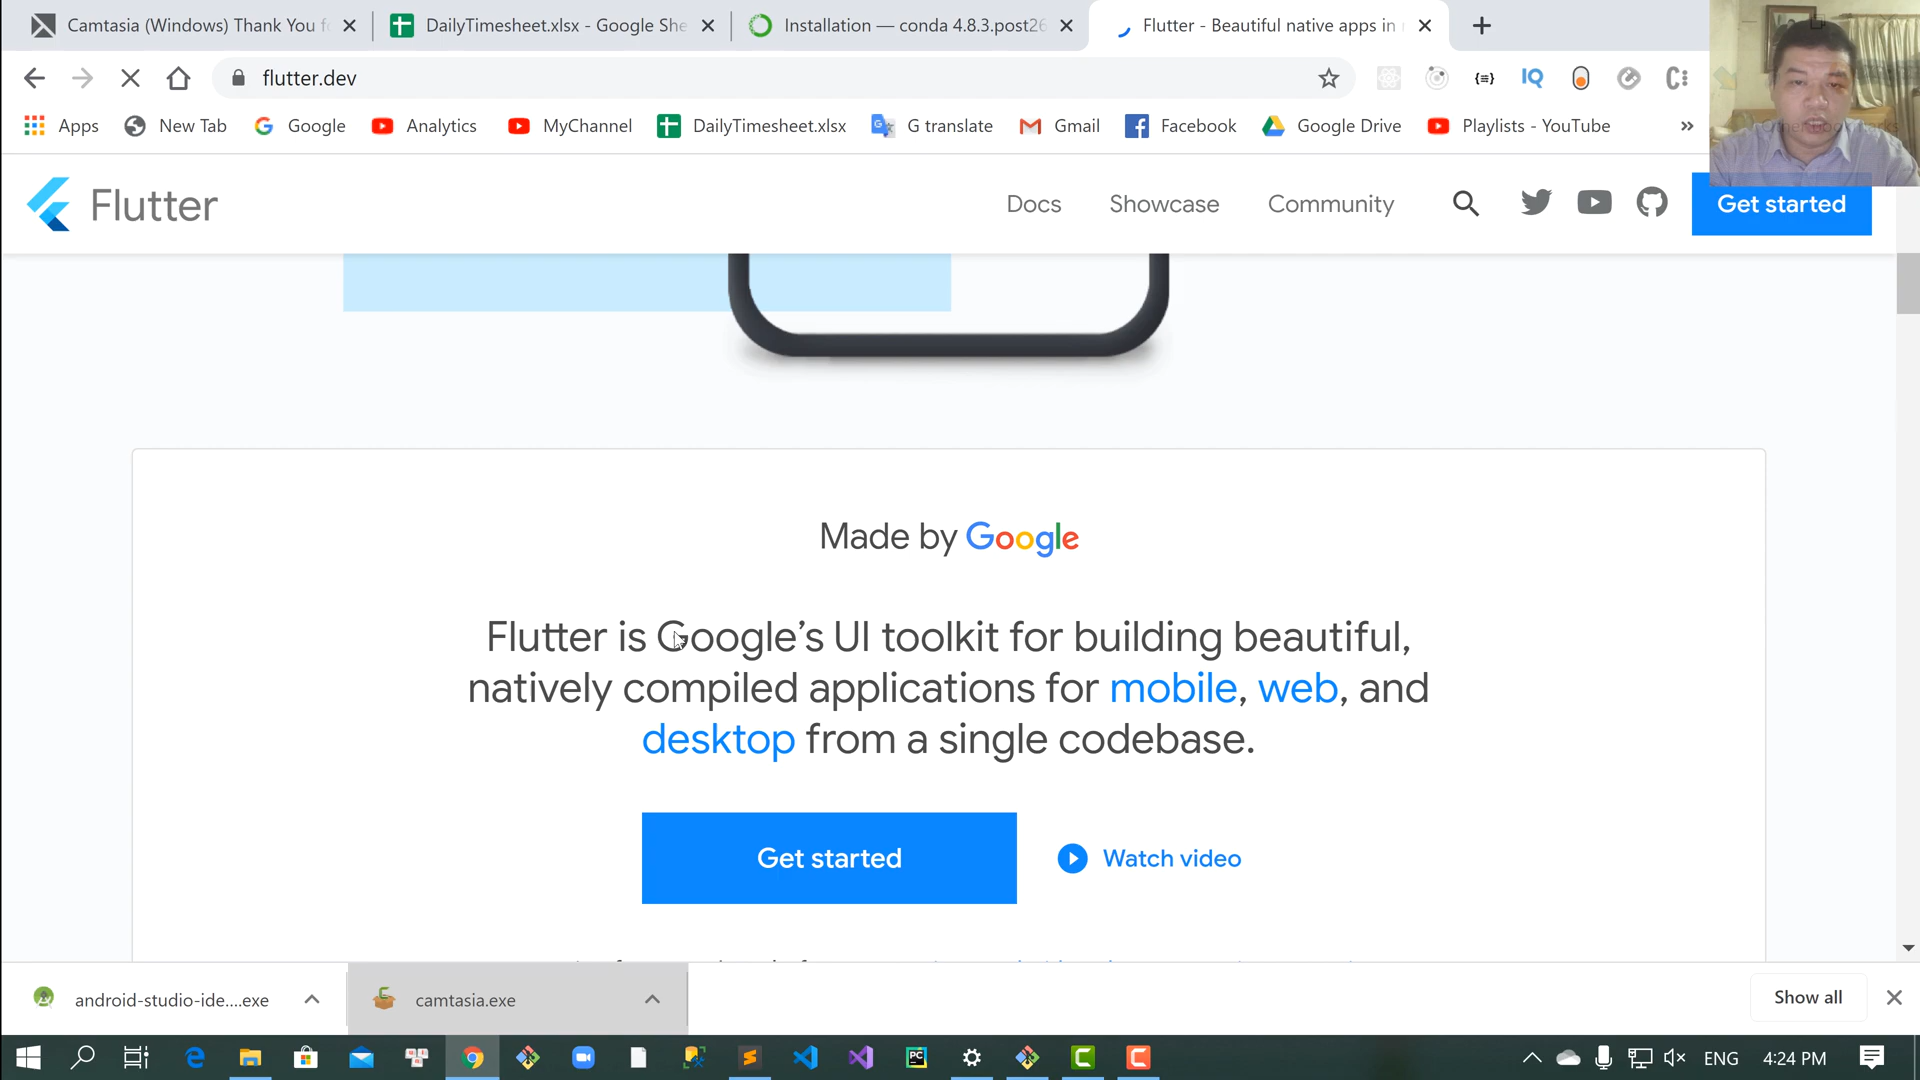 Camtasia (Windows) Thank You f
DailyTimesheet.xlsx - Google She
Installation — conda 4.8.3.post26
Flutter - Beautiful native apps in
flutter.dev
IQ
Apps
New Tab
Google
Analytics
MyChannel
DailyTimesheet.xlsx
G translate
Gmail
Facebook
Google Drive
Playlists - YouTube
»
Flutter
Docs
Showcase
Community
Get started
Made by Google
Flutter is Google's UI toolkit for building beautiful,
natively compiled applications for mobile, web, and
desktop from a single codebase.
Get started
Watch video
android-studio-ide....exe
camtasia.exe
Show all
ENG
4:24 PM